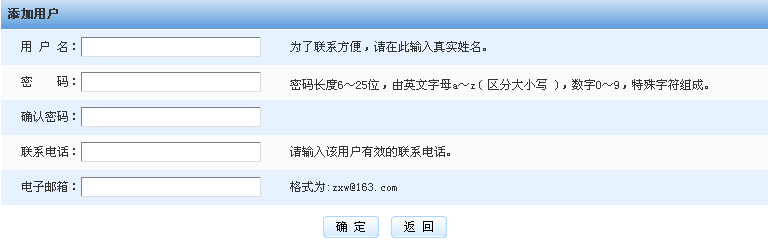 添加用户
用 户 名： 为了联系方便，请在此输入真实姓名。
密 码： 密码长度6～25位，由英文字母a～z( 区分大小写 )，数字0～9，特殊字符组成。
确认密码：
联系电话： 请输入该用户有效的联系电话。
电子邮箱： 格式为:zxw@163.com
确 定 返 回